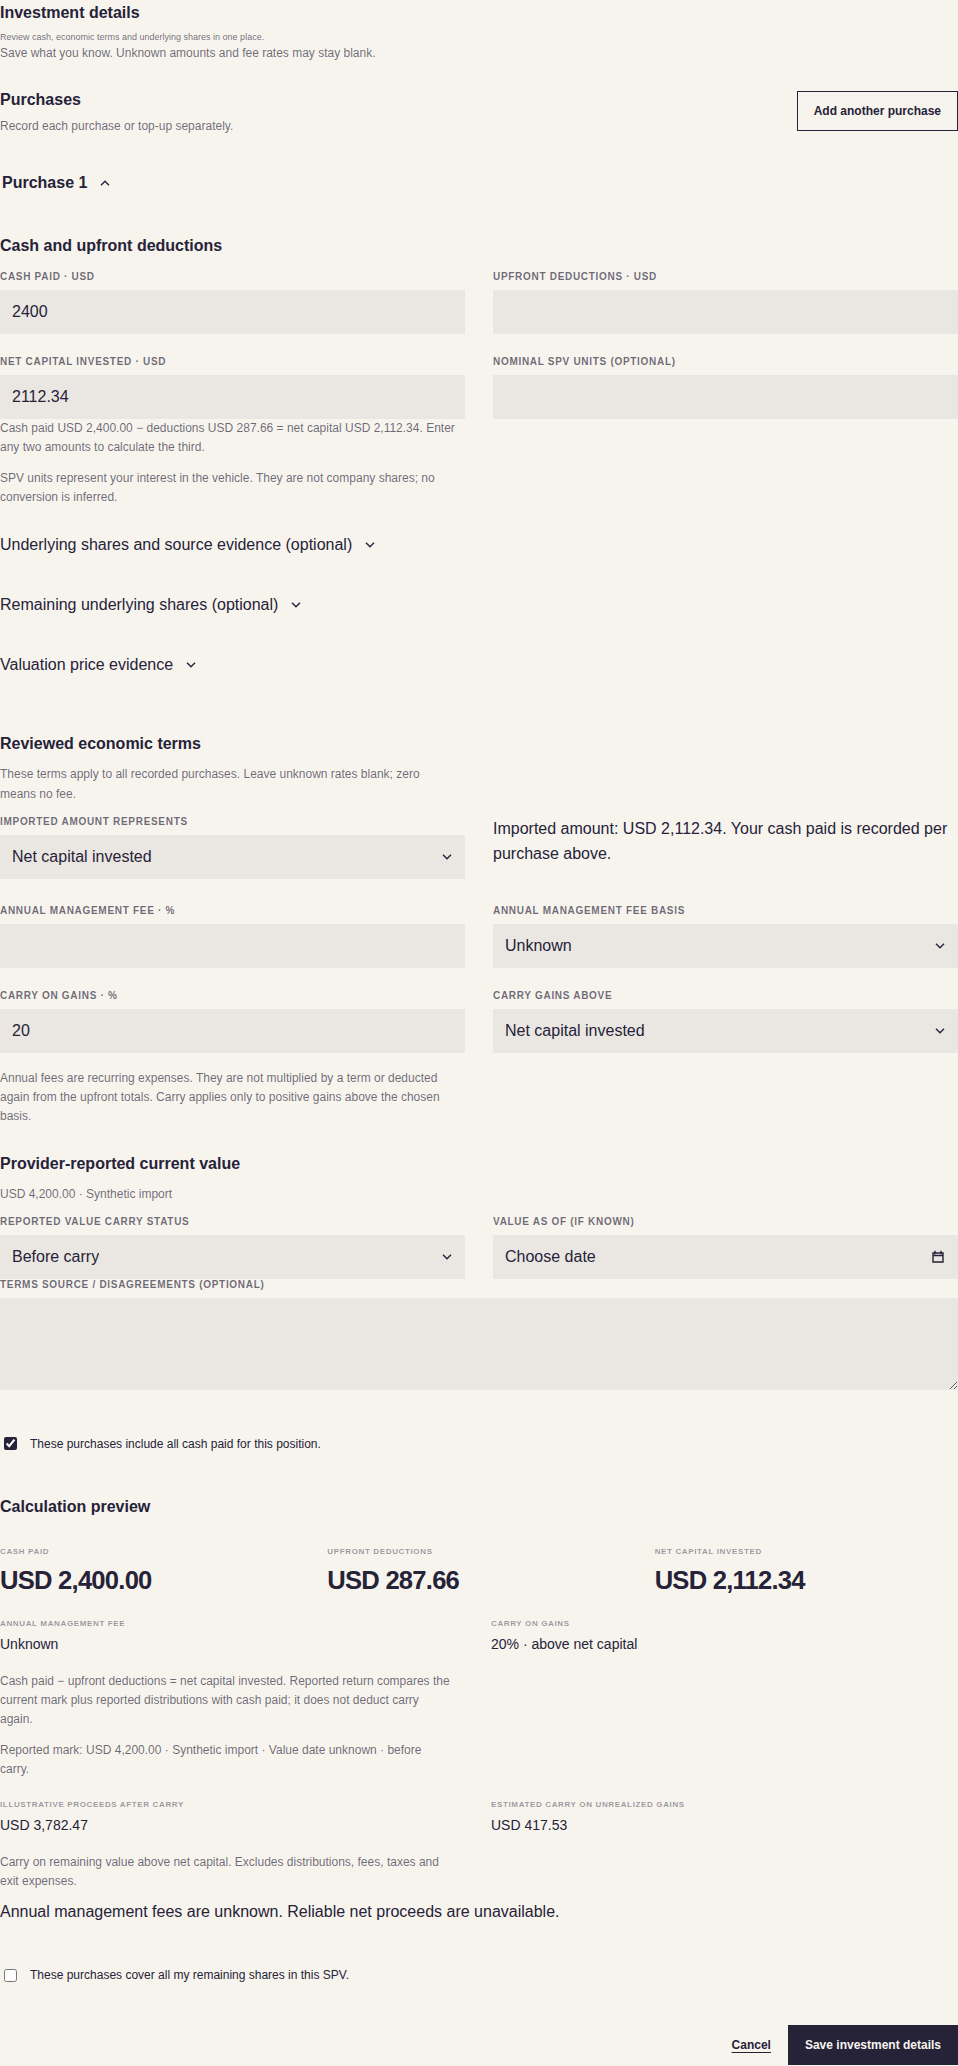 Investment details
Review cash, economic terms and underlying shares in one place.
Save what you know. Unknown amounts and fee rates may stay blank.
Purchases
Add another purchase
Record each purchase or top-up separately.
Purchase 1
Cash and upfront deductions
CASH PAID · USD
UPFRONT DEDUCTIONS · USD
2400
NET CAPITAL INVESTED · USD
NOMINAL SPV UNITS (OPTIONAL)
2112.34
Cash paid USD 2,400.00 − deductions USD 287.66 = net capital USD 2,112.34. Enter
any two amounts to calculate the third.
SPV units represent your interest in the vehicle. They are not company shares; no
conversion is inferred.
Underlying shares and source evidence (optional)
Remaining underlying shares (optional)
Valuation price evidence
Reviewed economic terms
These terms apply to all recorded purchases. Leave unknown rates blank; zero
means no fee.
IMPORTED AMOUNT REPRESENTS
Net capital invested
Imported amount: USD 2,112.34. Your cash paid is recorded per
purchase above.
ANNUAL MANAGEMENT FEE · %
ANNUAL MANAGEMENT FEE BASIS
Unknown
CARRY ON GAINS · %
CARRY GAINS ABOVE
20
Net capital invested
Annual fees are recurring expenses. They are not multiplied by a term or deducted
again from the upfront totals. Carry applies only to positive gains above the chosen
basis.
Provider-reported current value
USD 4,200.00 · Synthetic import
REPORTED VALUE CARRY STATUS
VALUE AS OF (IF KNOWN)
Before carry
Choose date
TERMS SOURCE / DISAGREEMENTS (OPTIONAL)
These purchases include all cash paid for this position.
Calculation preview
CASH PAID
UPFRONT DEDUCTIONS
NET CAPITAL INVESTED
USD 2,400.00
USD 287.66
USD 2,112.34
ANNUAL MANAGEMENT FEE
CARRY ON GAINS
Unknown
20% · above net capital
Cash paid − upfront deductions = net capital invested. Reported return compares the
current mark plus reported distributions with cash paid; it does not deduct carry
again.
Reported mark: USD 4,200.00 · Synthetic import · Value date unknown · before
carry.
ILLUSTRATIVE PROCEEDS AFTER CARRY
ESTIMATED CARRY ON UNREALIZED GAINS
USD 3,782.47
USD 417.53
Carry on remaining value above net capital. Excludes distributions, fees, taxes and
exit expenses.
Annual management fees are unknown. Reliable net proceeds are unavailable.
These purchases cover all my remaining shares in this SPV.
Cancel
Save investment details